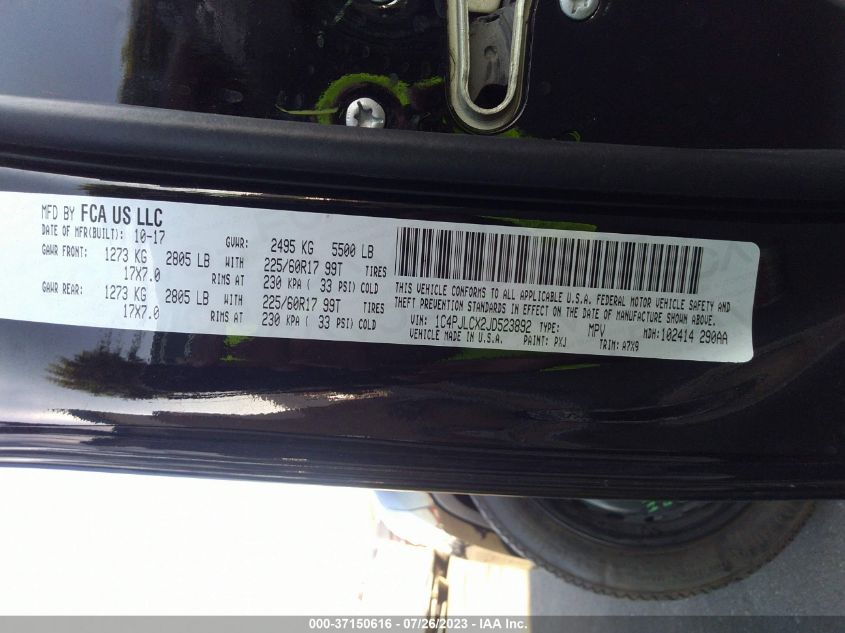 MFD BY FCA US LLC
DATE OF MFR(BUILT): 10-17 GVWR: 2495 KG 5500 LB
GAWR FRONT: 1273 KG 2805 LB WITH 225/60R17 99T TIRES
17X7.0 RIMS AT 230 KPA ( 33 PSI) COLD
GAWR REAR: 1273 KG 2805 LB WITH 225/60R17 99T TIRES
17X7.0 RIMS AT 230 KPA ( 33 PSI) COLD
THIS VEHICLE CONFORMS TO ALL APPLICABLE U.S.A. FEDERAL MOTOR VEHICLE SAFETY AND
THEFT PREVENTION STANDARDS IN EFFECT ON THE DATE OF MANUFACTURE SHOWN ABOVE.
VIN: 1C4PJLCX2JD523892 TYPE: MPV MDH: 102414 290AA
VEHICLE MADE IN U.S.A. PAINT: PXJ TRIM: A7X9
000-37150616 - 07/26/2023 - IAA Inc.